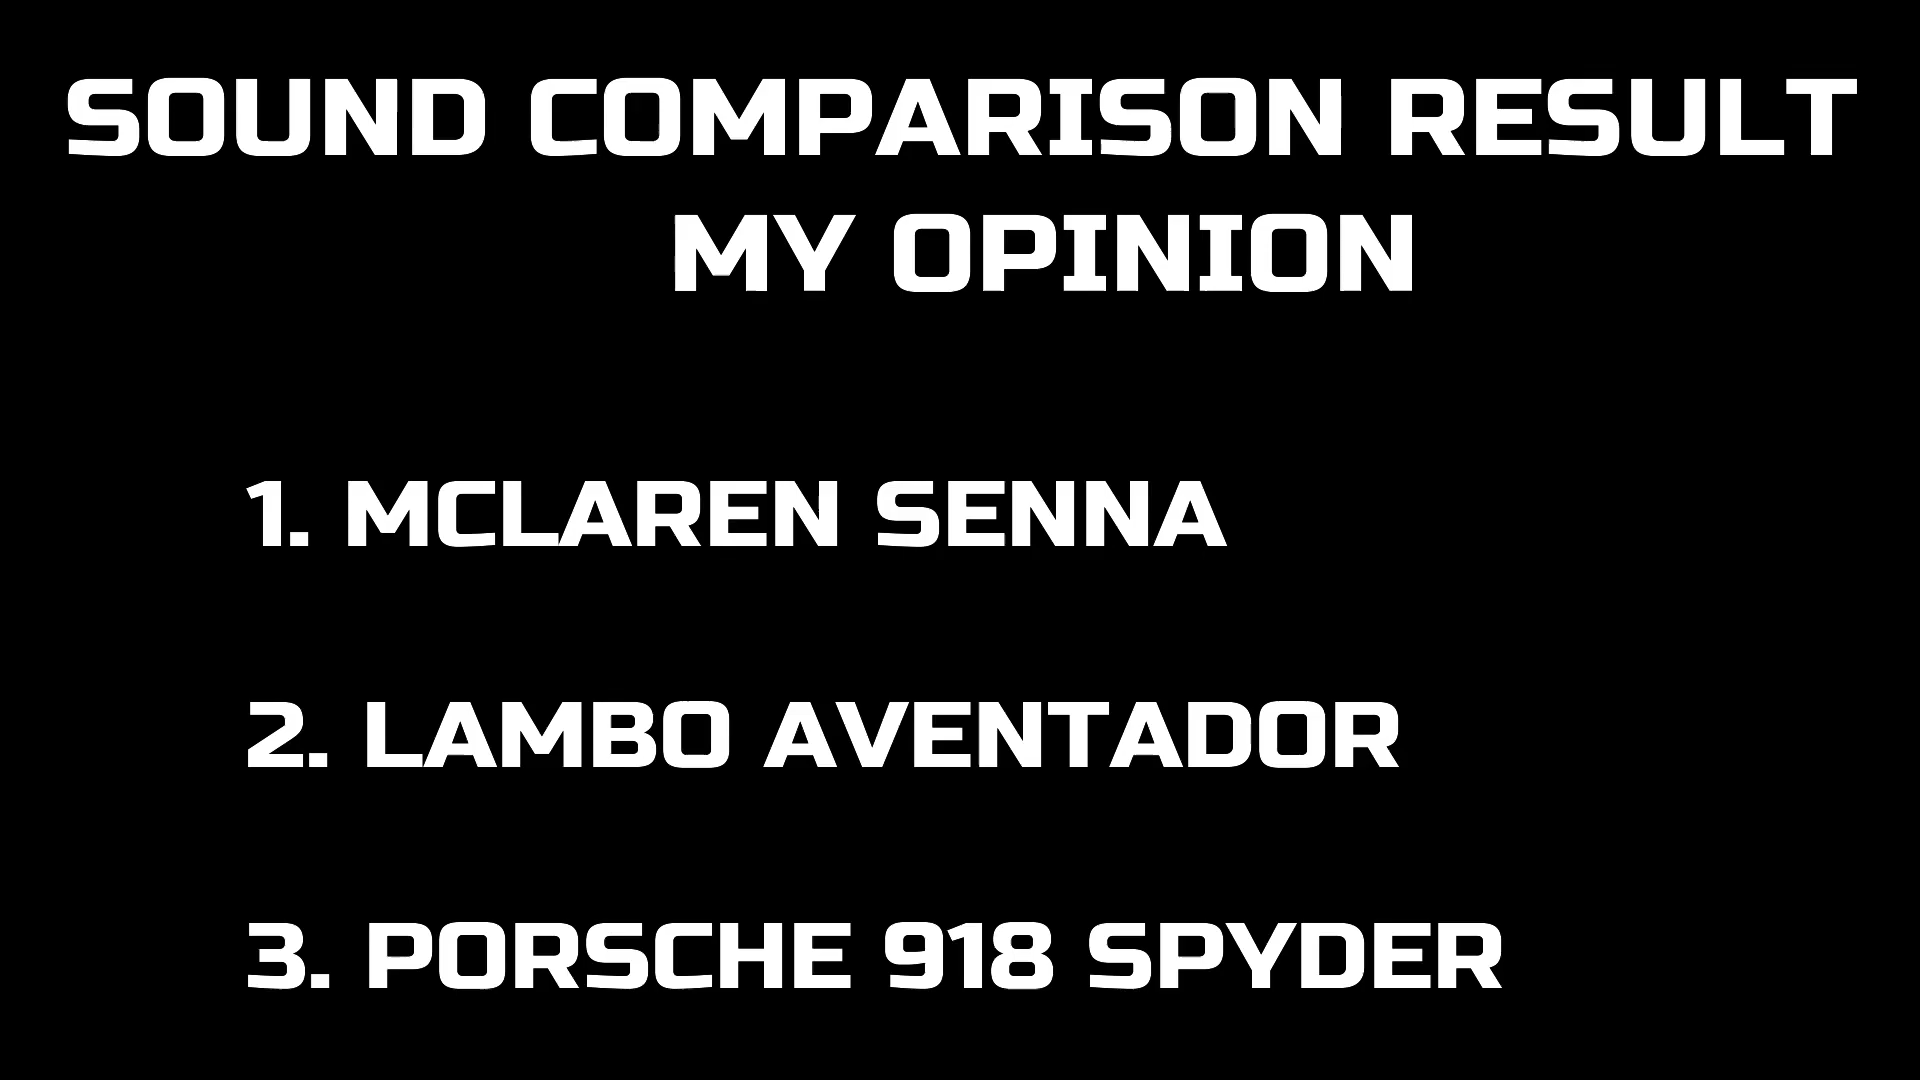 SOUND COMPARISON RESULT
MY OPINION
1. MCLAREN SENNA
2. LAMBO AVENTADOR
3. PORSCHE 918 SPYDER